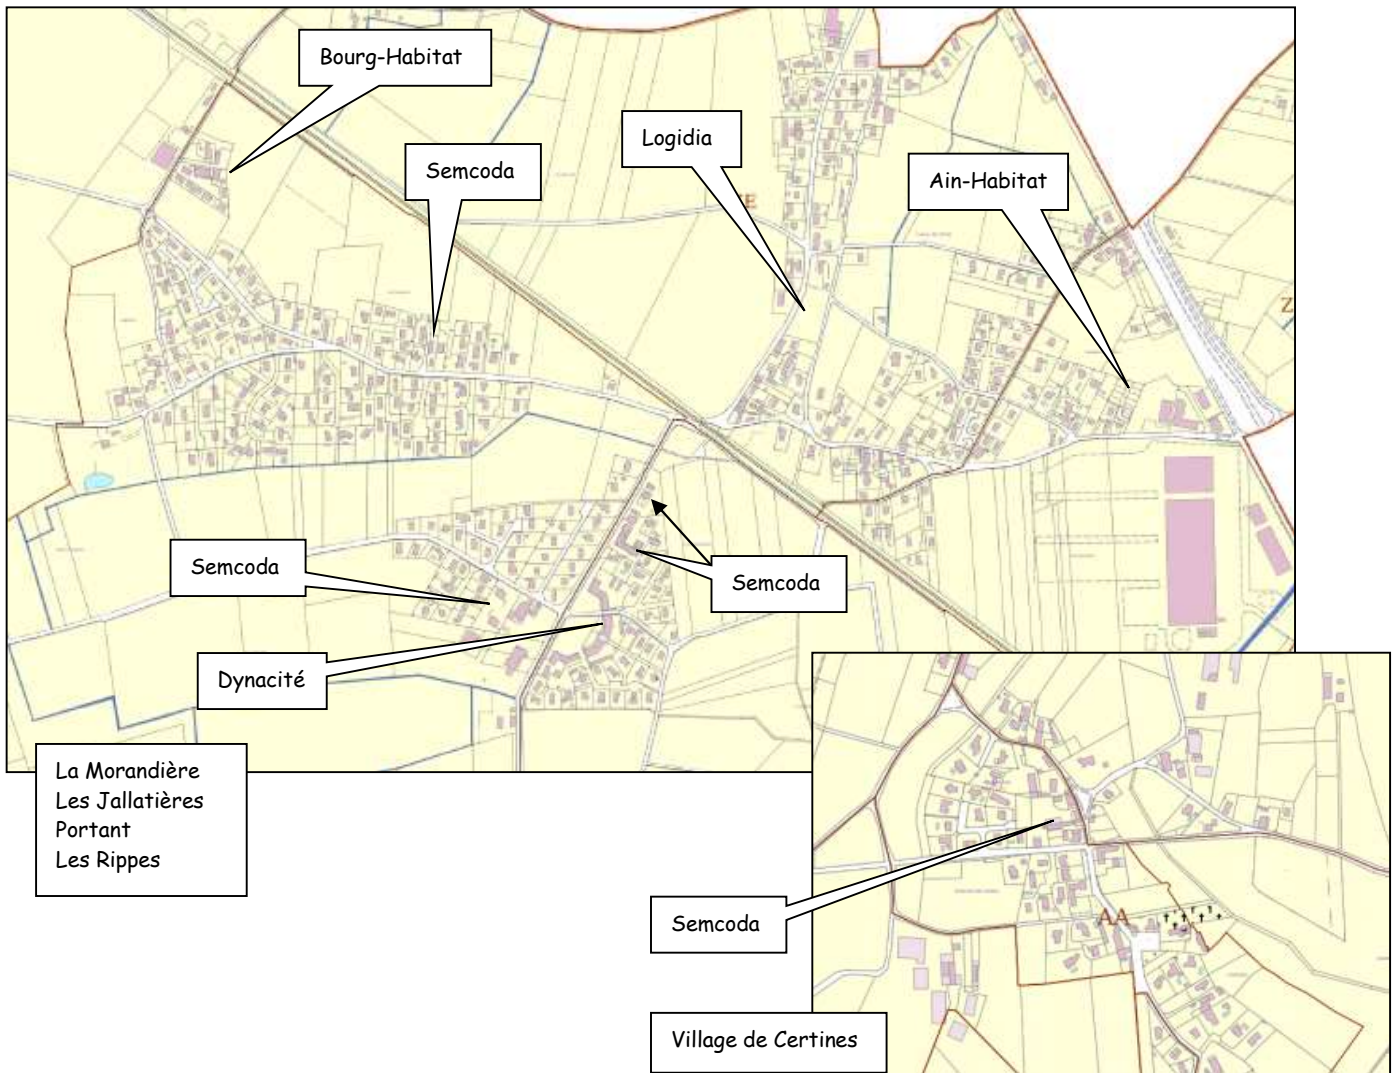 Bourg-Habitat
Logidia
Semcoda
Ain-Habitat
E
Z
Semcoda
Semcoda
Dynacité
La Morandière
Les Jallatières
Portant
Les Rippes
Semcoda
AA
Village de Certines